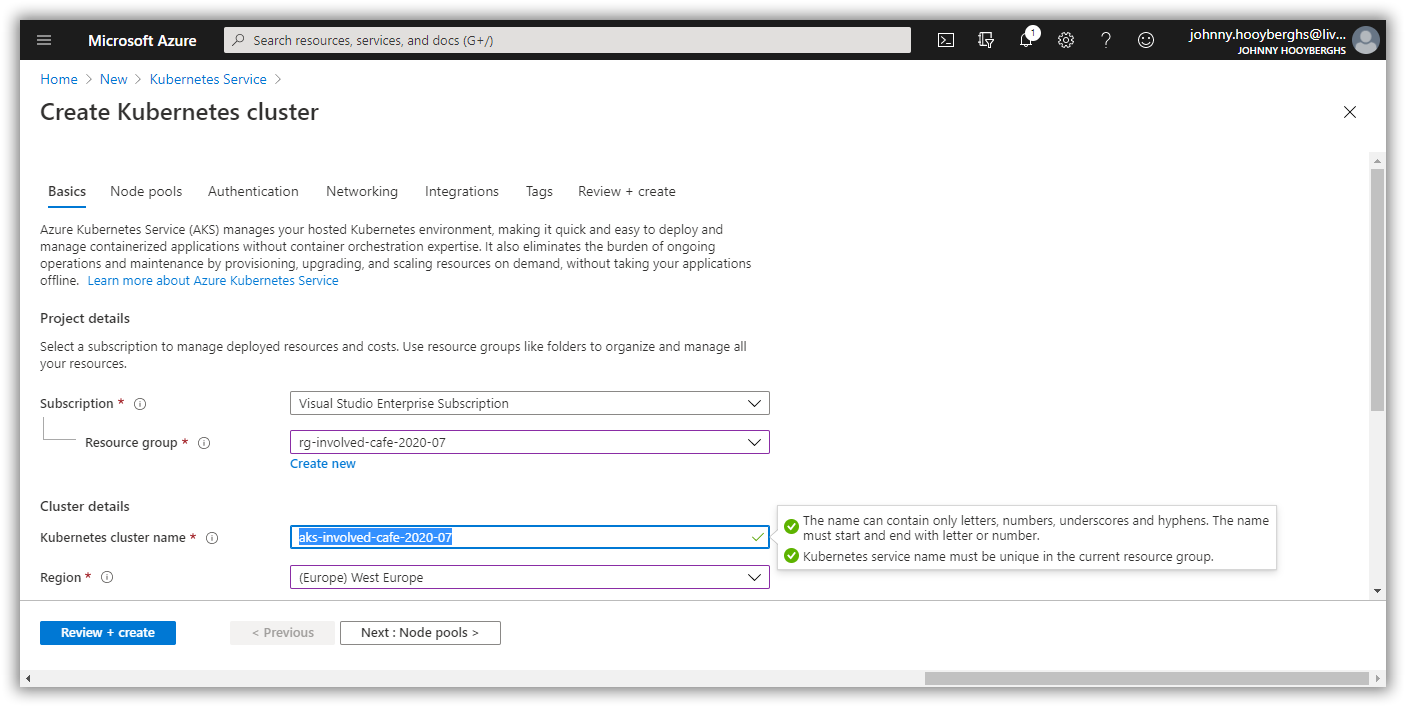 Microsoft Azure
Search resources, services, and docs (G+/)
1
johnny.hooyberghs@liv...
JOHNNY HOOYBERGHS
Home > New > Kubernetes Service >
Create Kubernetes cluster
Basics Node pools Authentication Networking Integrations Tags Review + create
Azure Kubernetes Service (AKS) manages your hosted Kubernetes environment, making it quick and easy to deploy and
manage containerized applications without container orchestration expertise. It also eliminates the burden of ongoing
operations and maintenance by provisioning, upgrading, and scaling resources on demand, without taking your applications
offline. Learn more about Azure Kubernetes Service
Project details
Select a subscription to manage deployed resources and costs. Use resource groups like folders to organize and manage all
your resources.
Subscription * Visual Studio Enterprise Subscription
Resource group * rg-involved-cafe-2020-07
Create new
Cluster details
Kubernetes cluster name * aks-involved-cafe-2020-07
The name can contain only letters, numbers, underscores and hyphens. The name
must start and end with letter or number.
Kubernetes service name must be unique in the current resource group.
Region * (Europe) West Europe
Review + create < Previous Next : Node pools >